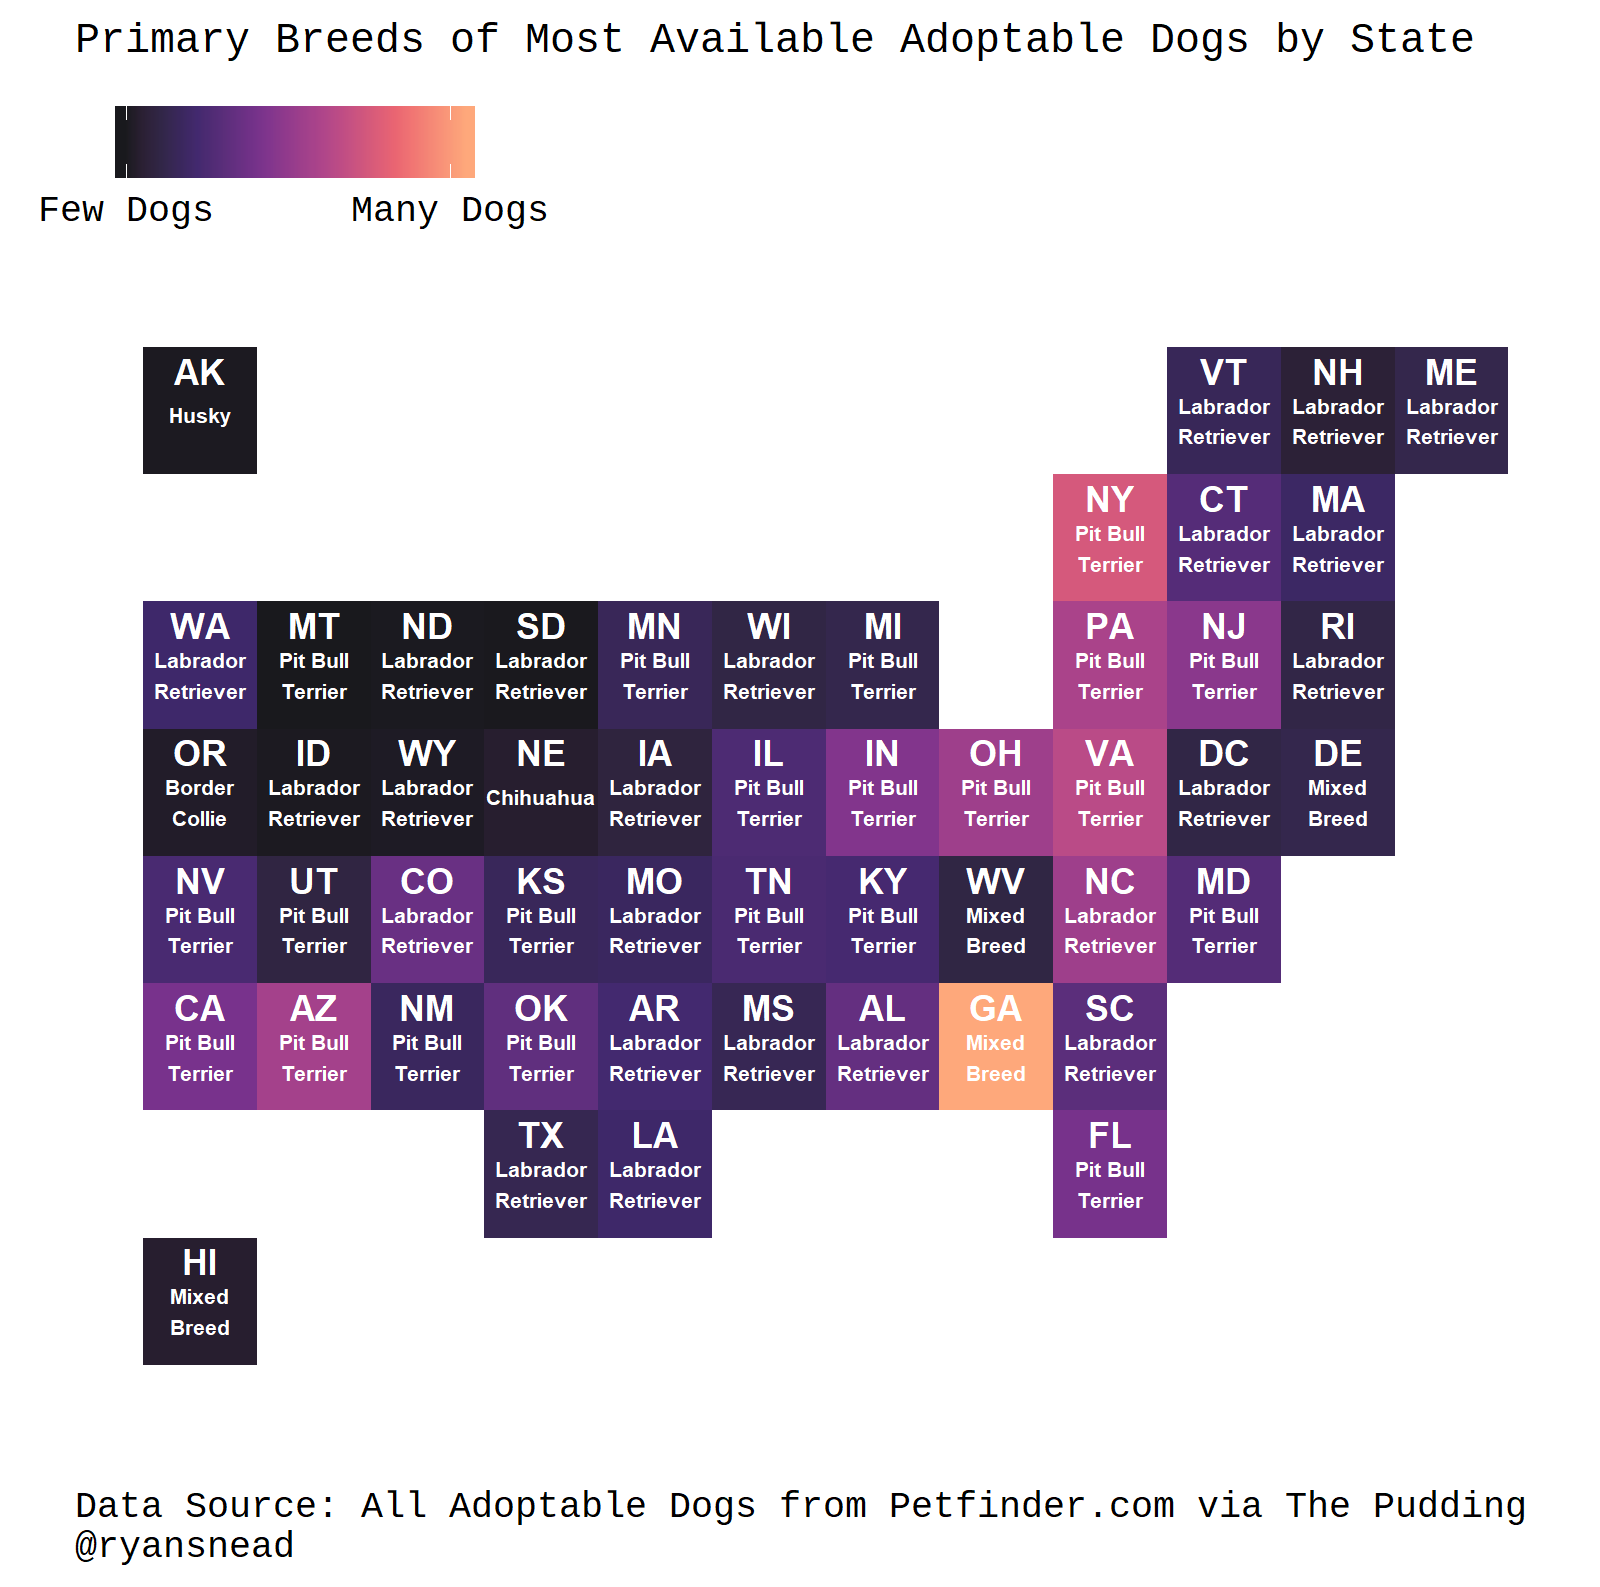 Primary Breeds of Most Available Adoptable Dogs by State
Few Dogs Many Dogs
AK
Husky
VT NH ME
Labrador Labrador Labrador
Retriever Retriever Retriever
NY CT MA
Pit Bull Labrador Labrador
Terrier Retriever Retriever
WA MT ND SD MN WI MI PA NJ RI
Labrador Pit Bull Labrador Labrador Pit Bull Labrador Pit Bull Pit Bull Pit Bull Labrador
Retriever Terrier Retriever Retriever Terrier Retriever Terrier Terrier Terrier Retriever
OR ID WY NE IA IL IN OH VA DC DE
Border Labrador Labrador Chihuahua Labrador Pit Bull Pit Bull Pit Bull Pit Bull Labrador Mixed
Collie Retriever Retriever Retriever Terrier Terrier Terrier Terrier Retriever Breed
NV UT CO KS MO TN KY WV NC MD
Pit Bull Pit Bull Labrador Pit Bull Labrador Pit Bull Pit Bull Mixed Labrador Pit Bull
Terrier Terrier Retriever Terrier Retriever Terrier Terrier Breed Retriever Terrier
CA AZ NM OK AR MS AL GA SC
Pit Bull Pit Bull Pit Bull Pit Bull Labrador Labrador Labrador Mixed Labrador
Terrier Terrier Terrier Terrier Retriever Retriever Retriever Breed Retriever
TX LA FL
Labrador Labrador Pit Bull
Retriever Retriever Terrier
HI
Mixed
Breed
Data Source: All Adoptable Dogs from Petfinder.com via The Pudding
@ryansnead